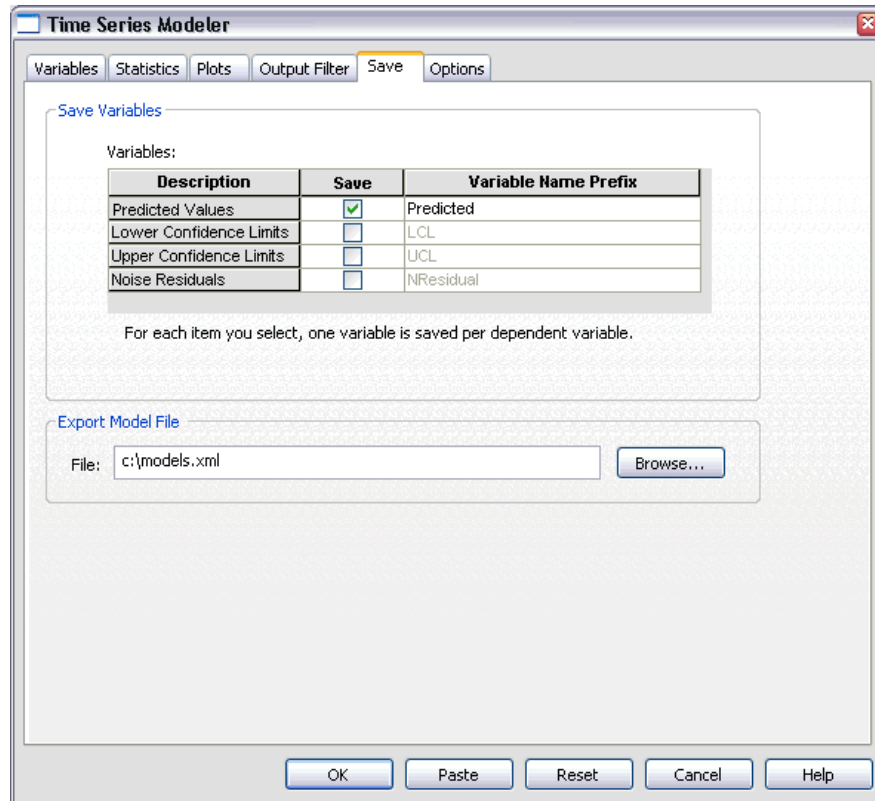 Time Series Modeler
Variables Statistics Plots Output Filter Save Options
Save Variables
Variables:
Description Save Variable Name Prefix
Predicted Values Predicted
Lower Confidence Limits LCL
Upper Confidence Limits UCL
Noise Residuals NResidual
For each item you select, one variable is saved per dependent variable.
Export Model File
File: c:\models.xml Browse...
OK Paste Reset Cancel Help